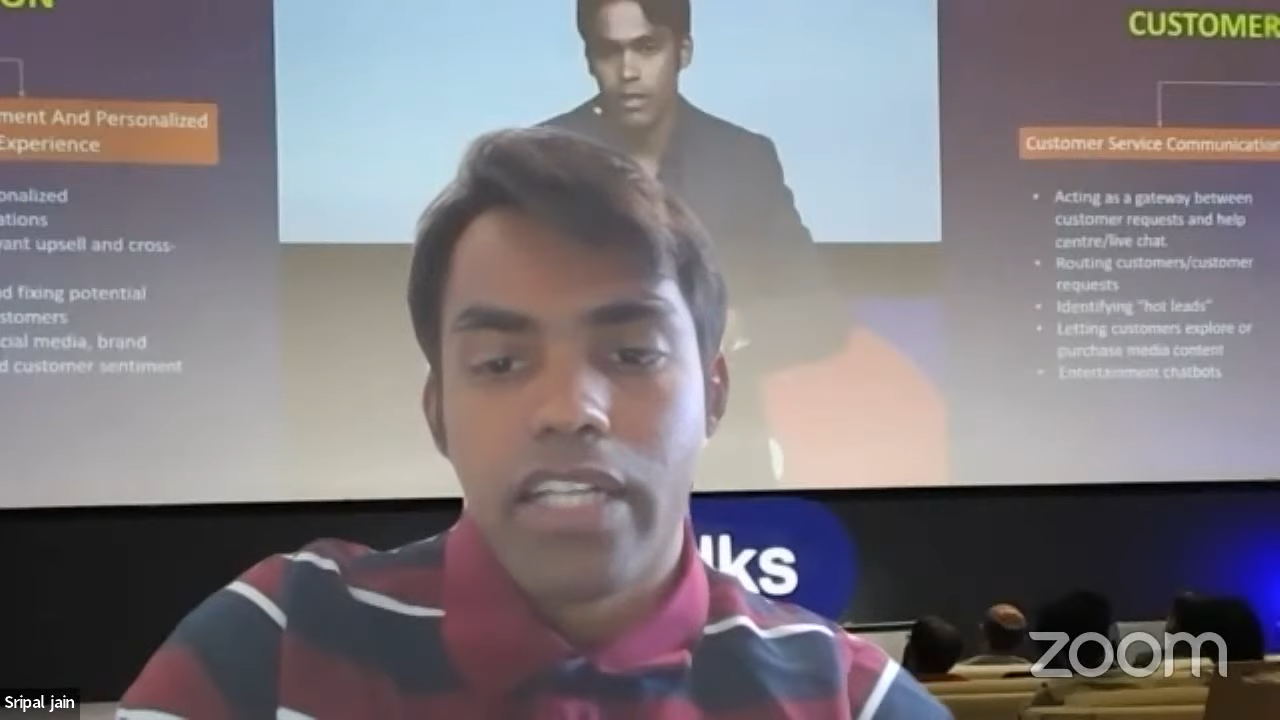 ON
ment And Personalized
Experience
onalized
ations
vant upsell and cross-
d fixing potential
stomers
cial media, brand
d customer sentiment
CUSTOMER
Customer Service Communication
• Acting as a gateway between
customer requests and help
centre/live chat.
• Routing customers/customer
requests
• Identifying "hot leads"
• Letting customers explore or
purchase media content
• Entertainment chatbots
lks
zoom
Sripal jain